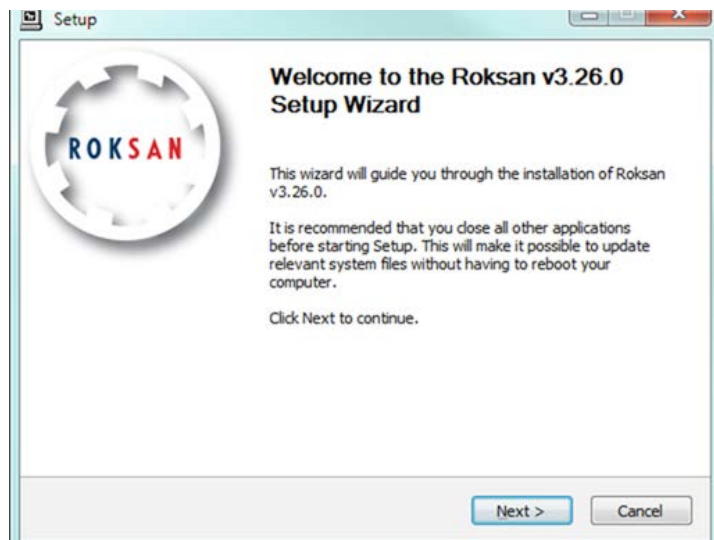 Setup
Welcome to the Roksan v3.26.0
Setup Wizard
ROKSAN
This wizard will guide you through the installation of Roksan
v3.26.0.
It is recommended that you close all other applications
before starting Setup. This will make it possible to update
relevant system files without having to reboot your
computer.
Click Next to continue.
Next >
Cancel